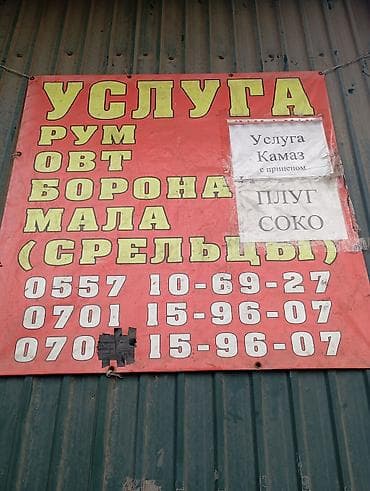 УСЛУГА
РУМ
ОВТ
БОРОНА
МАЛА
(СРЕЛЬЦЫ)
Услуга
Камаз
с прицепом
ПЛУГ
СОКО
0557 10-69-27
0701 15-96-07
070 15-96-07